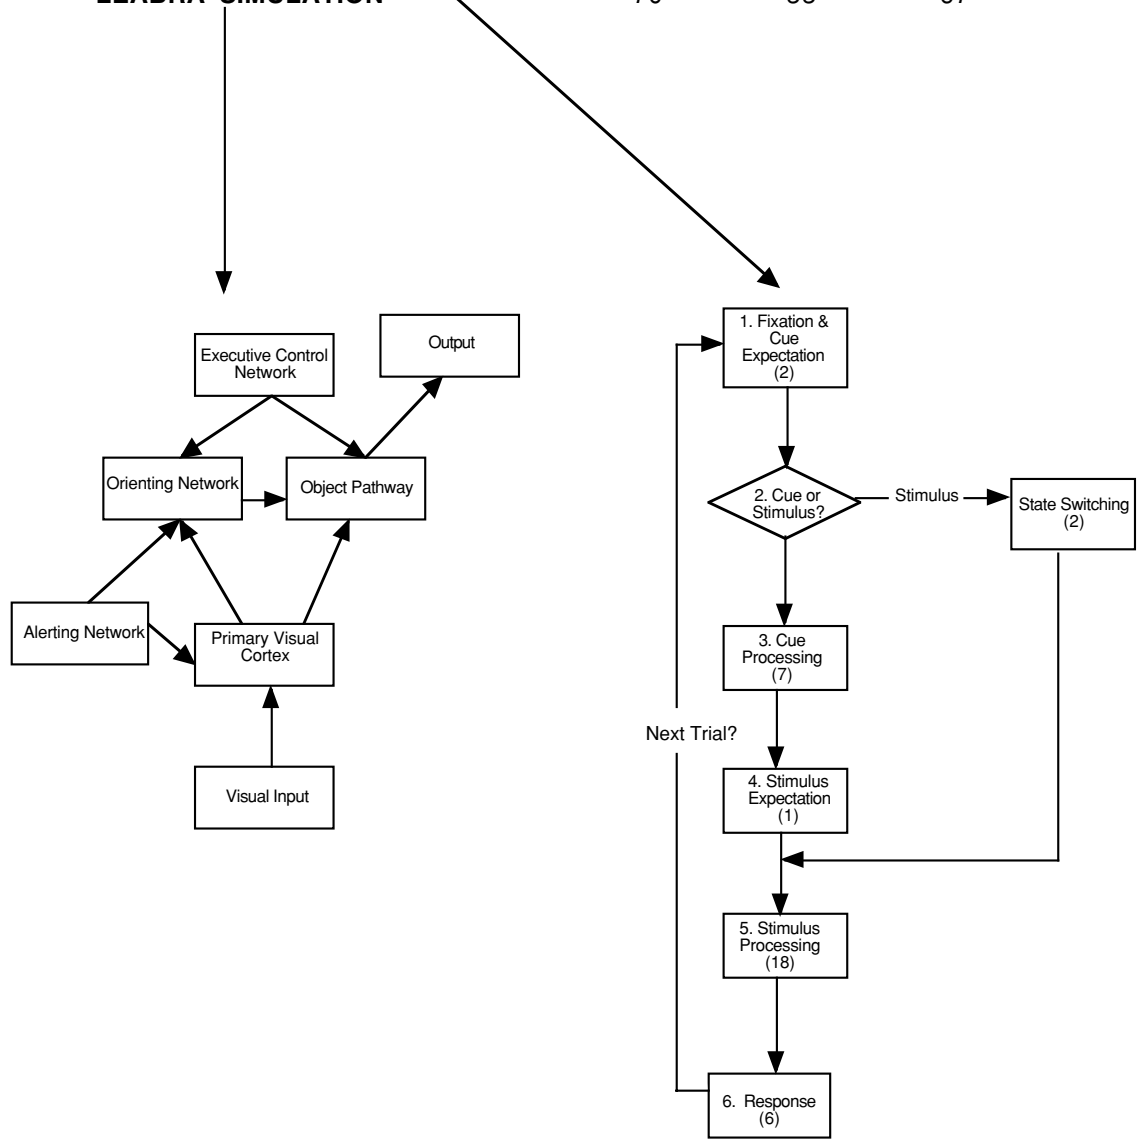 Output
Executive Control
Network
Orienting Network
Object Pathway
Alerting Network
Primary Visual
Cortex
Visual Input
1. Fixation &
Cue
Expectation
(2)
2. Cue or
Stimulus?
Stimulus
State Switching
(2)
3. Cue
Processing
(7)
Next Trial?
4. Stimulus
Expectation
(1)
5. Stimulus
Processing
(18)
6. Response
(6)